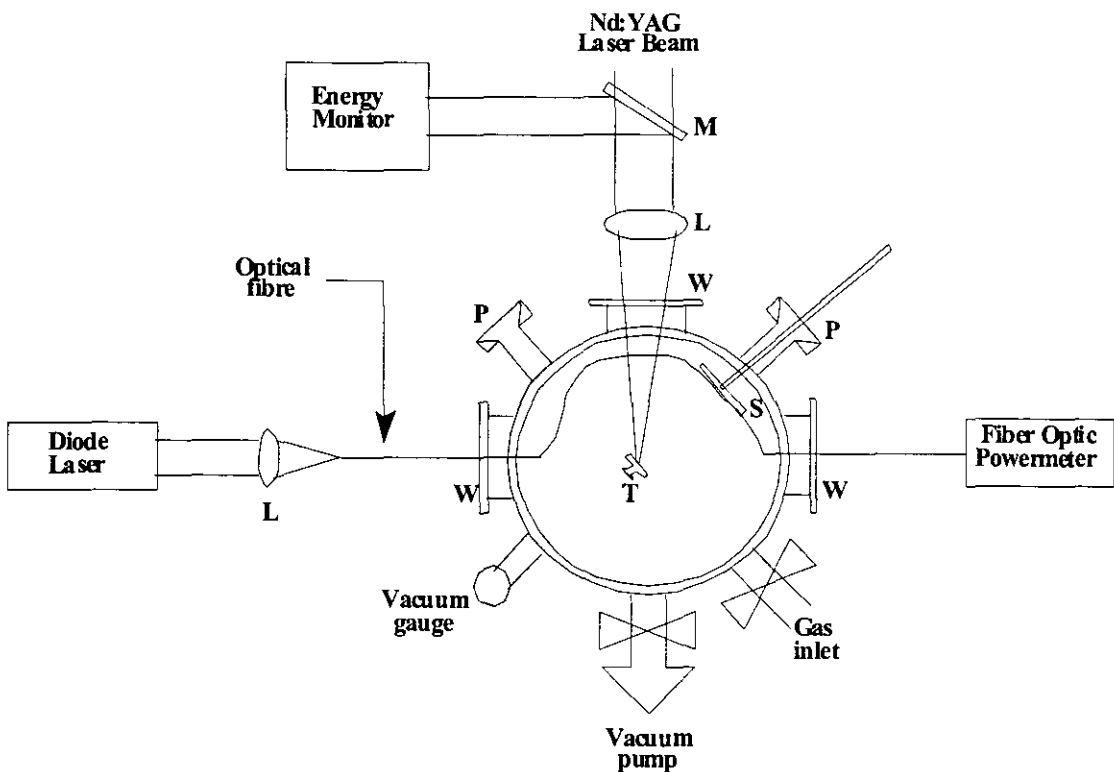 Nd:YAG
Laser Beam
Energy
Monitor
M
L
Optical
fibre
W
P
P
S
Diode
Laser
Fiber Optic
Powermeter
L
W
T
W
Vacuum
gauge
Gas
inlet
Vacuum
pump